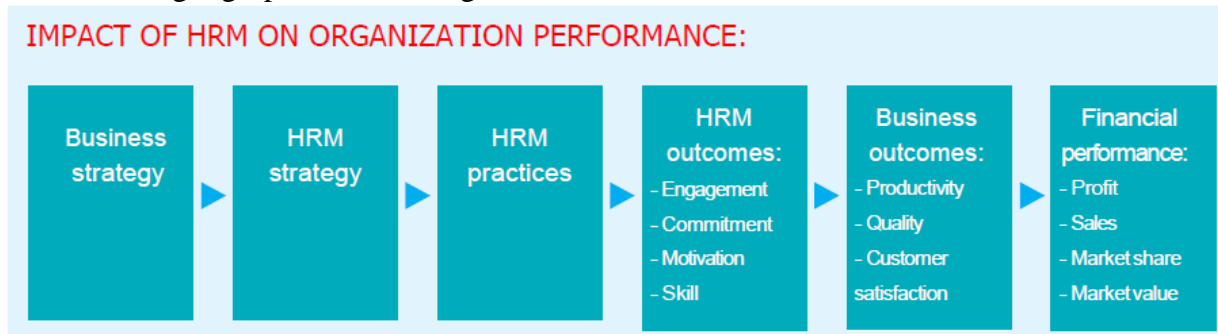 IMPACT OF HRM ON ORGANIZATION PERFORMANCE:
Business
strategy
HRM
strategy
HRM
practices
HRM
outcomes:
- Engagement
- Commitment
- Motivation
- Skill
Business
outcomes:
- Productivity
- Quality
- Customer
satisfaction
Financial
performance:
- Profit
- Sales
- Market share
- Market value